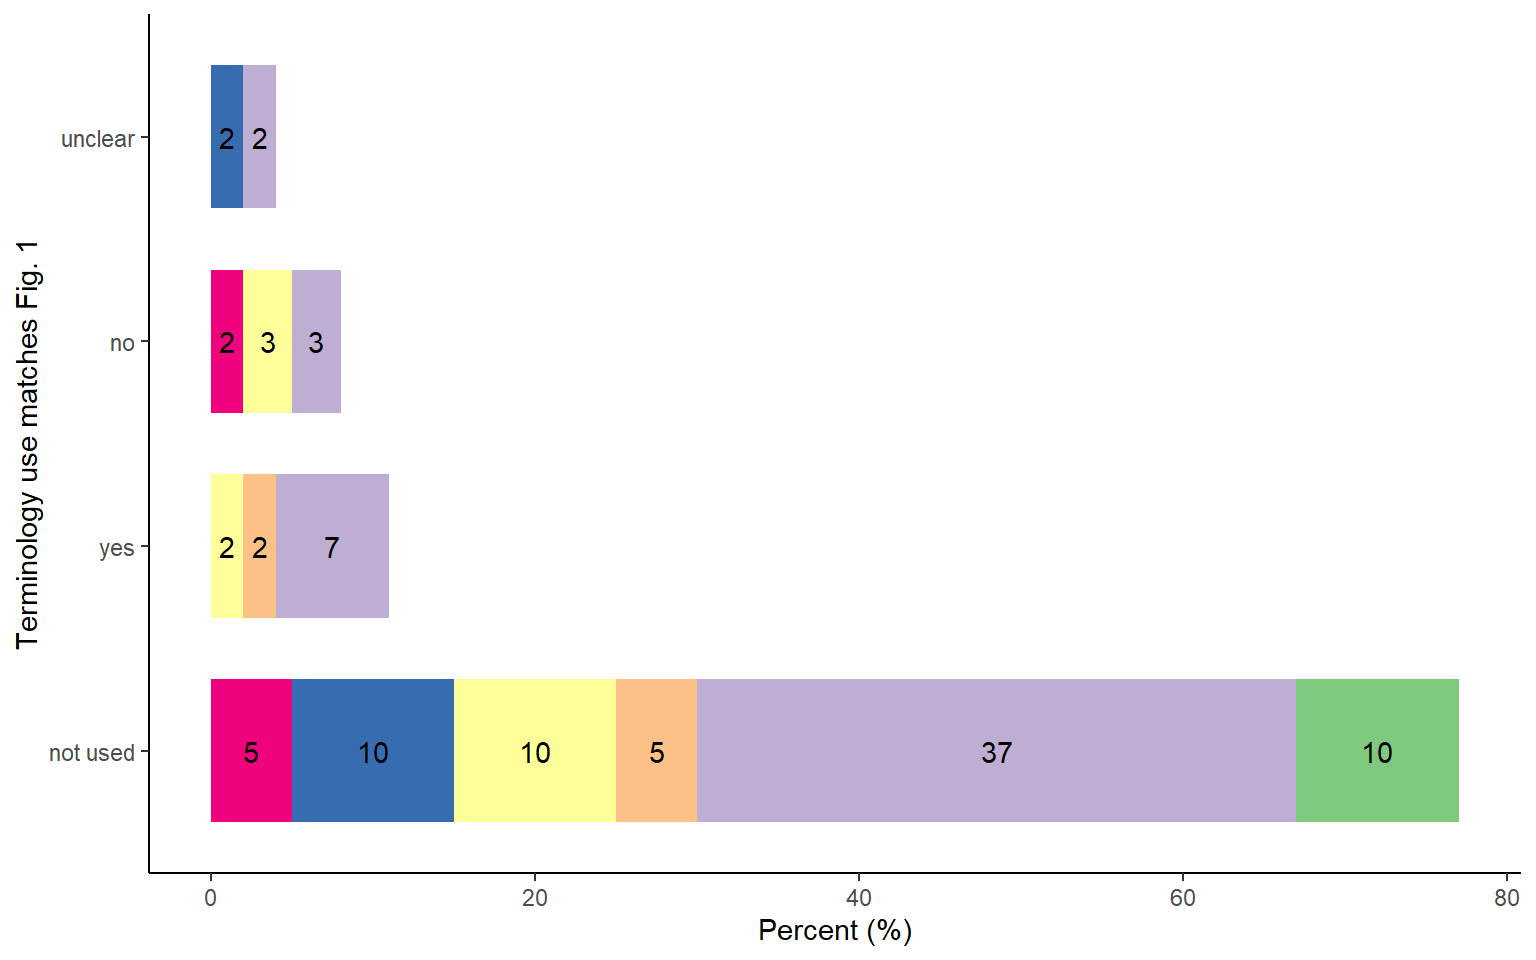 Terminology use matches Fig. 1
unclear
2 2
no
2 3 3
yes
2 2 7
not used
5 10 10 5 37 10
0 20 40 60 80
Percent (%)